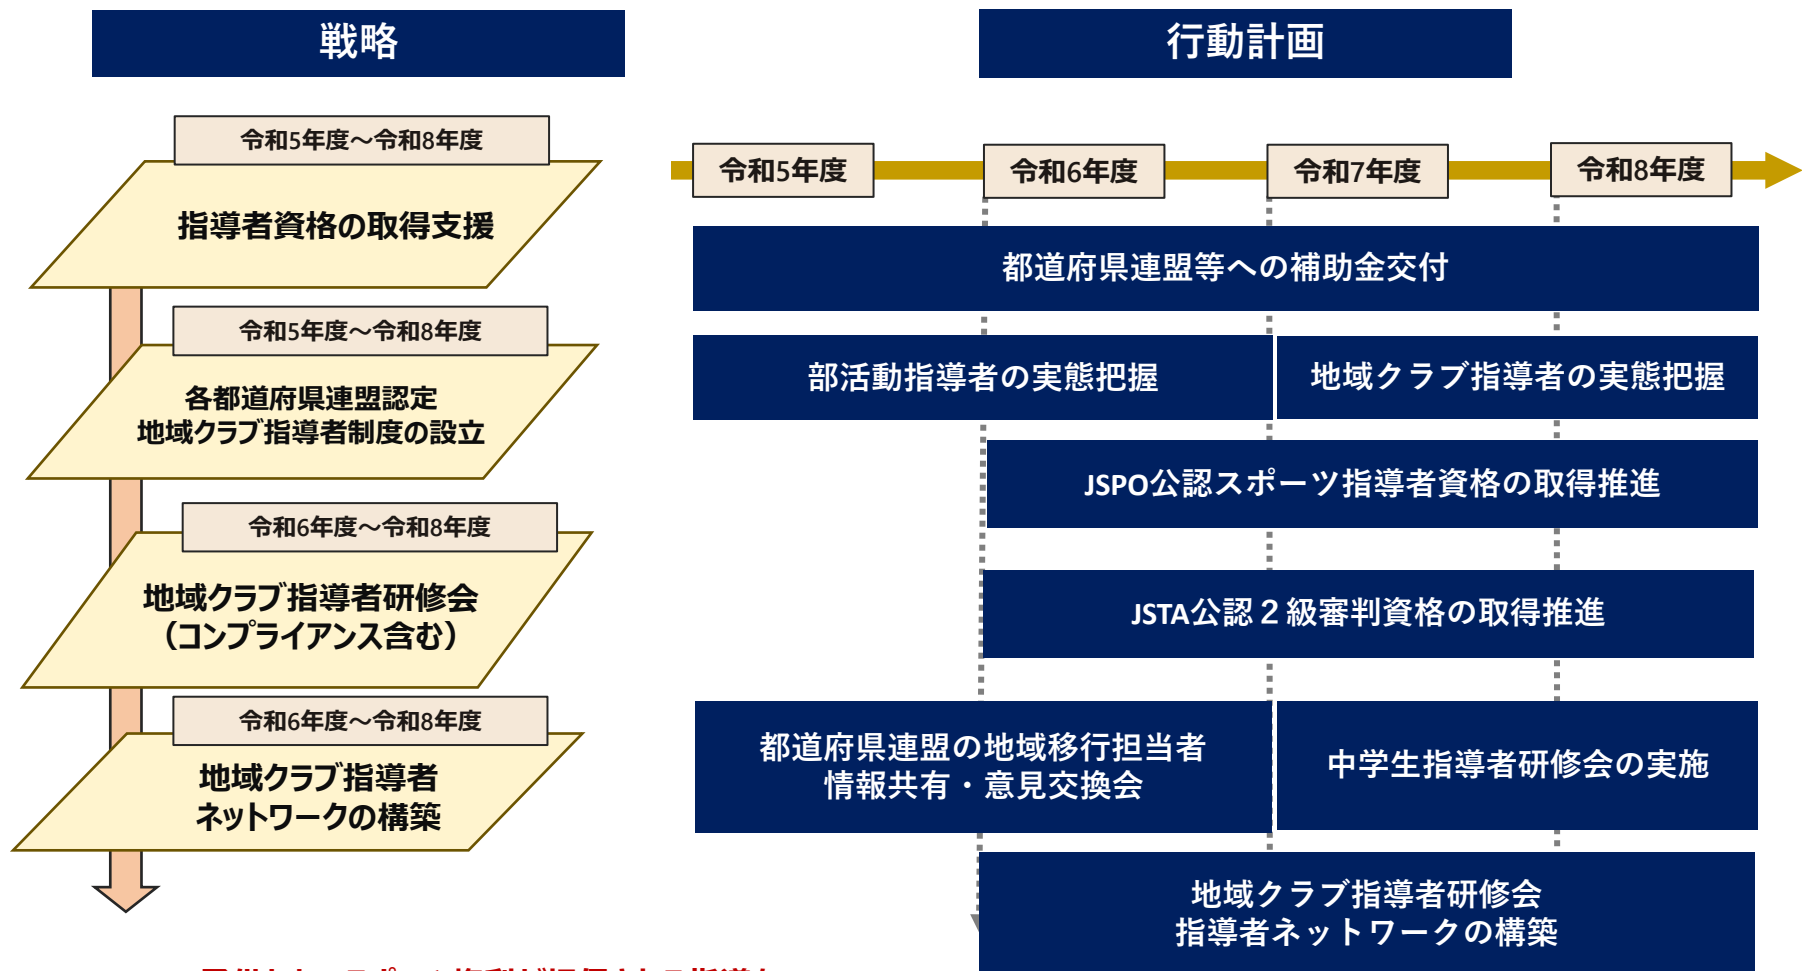 戦略
令和5年度～令和8年度
指導者資格の取得支援
令和5年度～令和8年度
各都道府県連盟認定
地域クラブ指導者制度の設立
令和6年度～令和8年度
地域クラブ指導者研修会
（コンプライアンス含む）
令和6年度～令和8年度
地域クラブ指導者
ネットワークの構築
行動計画
令和5年度
令和6年度
令和7年度
令和8年度
都道府県連盟等への補助金交付
部活動指導者の実態把握
地域クラブ指導者の実態把握
JSPO公認スポーツ指導者資格の取得推進
JSTA公認２級審判資格の取得推進
都道府県連盟の地域移行担当者
情報共有・意見交換会
中学生指導者研修会の実施
地域クラブ指導者研修会
指導者ネットワークの構築